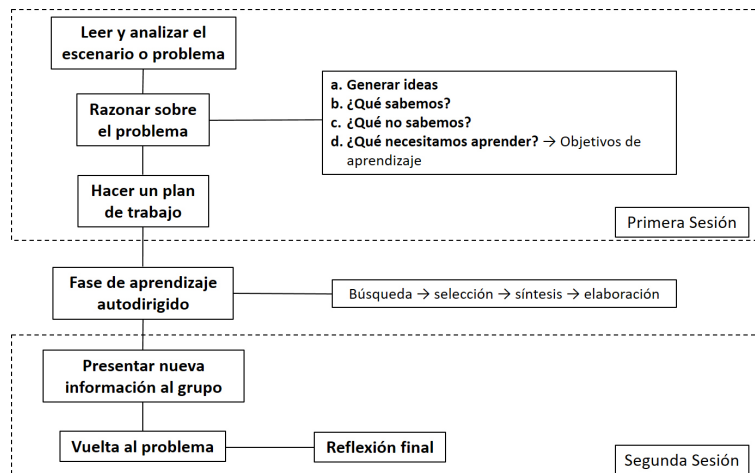 Leer y analizar el
escenario o problema
Razonar sobre
el problema
a. Generar ideas
b. ¿Qué sabemos?
c. ¿Qué no sabemos?
d. ¿Qué necesitamos aprender? → Objetivos de
aprendizaje
Hacer un plan
de trabajo
Primera Sesión
Fase de aprendizaje
autodirigido
Búsqueda → selección → síntesis → elaboración
Presentar nueva
información al grupo
Vuelta al problema
Reflexión final
Segunda Sesión